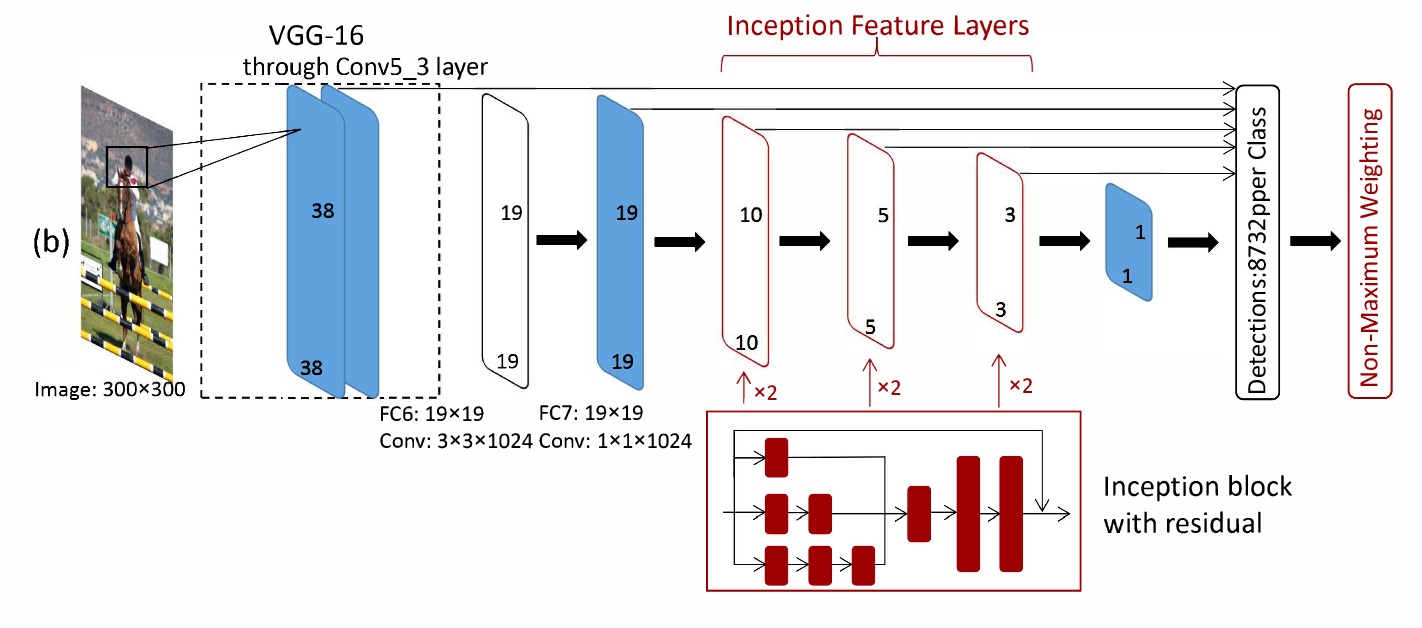 Inception Feature Layers
VGG-16
through Conv5_3 layer
(b)
38
38
19
19
19
19
10
10
5
5
3
3
1
1
Detections:8732pper Class
Non-Maximum Weighting
Image: 300×300
×2
×2
×2
FC6: 19×19
Conv: 3×3×1024
FC7: 19×19
Conv: 1×1×1024
Inception block
with residual